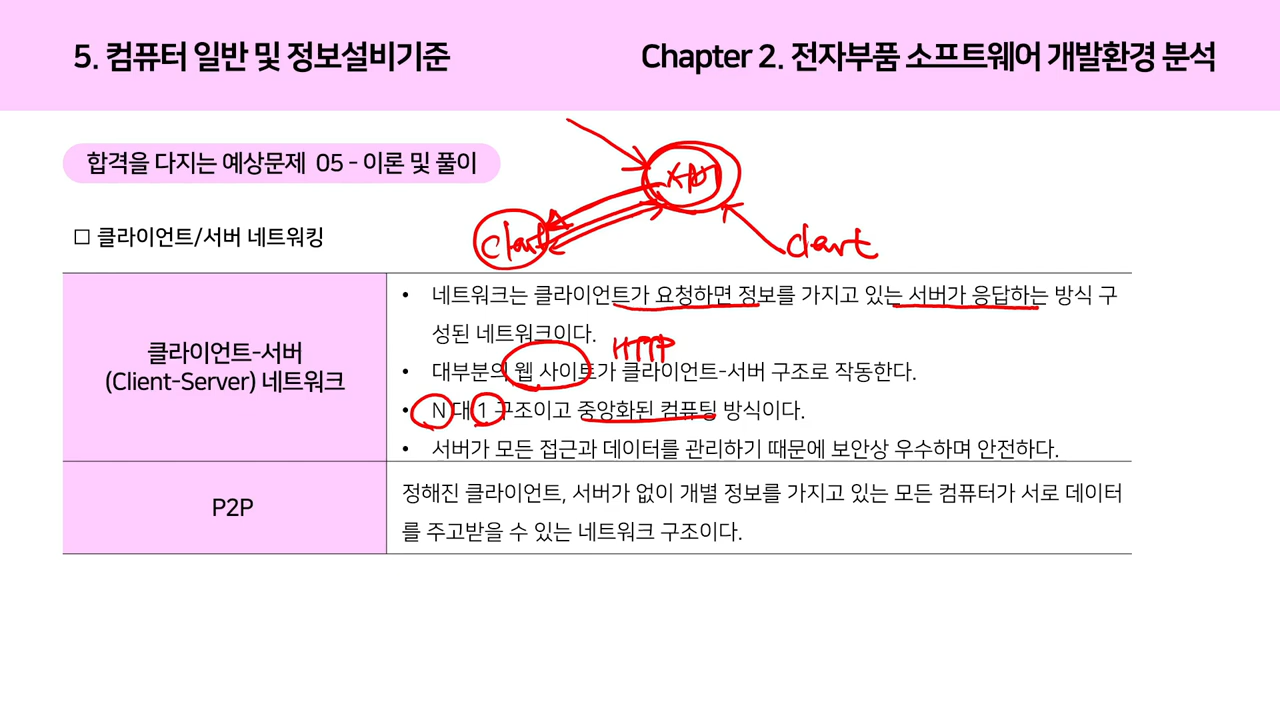 5. 컴퓨터 일반 및 정보설비기준
Chapter 2. 전자부품 소프트웨어 개발환경 분석
합격을 다지는 예상문제 05 - 이론 및 풀이
서버
□ 클라이언트/서버 네트워킹
클라이언트-서버
(Client-Server) 네트워크
• 네트워크는 클라이언트가 요청하면 정보를 가지고 있는 서버가 응답하는 방식 구
성된 네트워크이다.
HTTP
• 대부분의 웹 사이트가 클라이언트-서버 구조로 작동한다.
• N 대 1 구조이고 중앙화된 컴퓨팅 방식이다.
• 서버가 모든 접근과 데이터를 관리하기 때문에 보안상 우수하며 안전하다.
P2P
정해진 클라이언트, 서버가 없이 개별 정보를 가지고 있는 모든 컴퓨터가 서로 데이터
를 주고받을 수 있는 네트워크 구조이다.